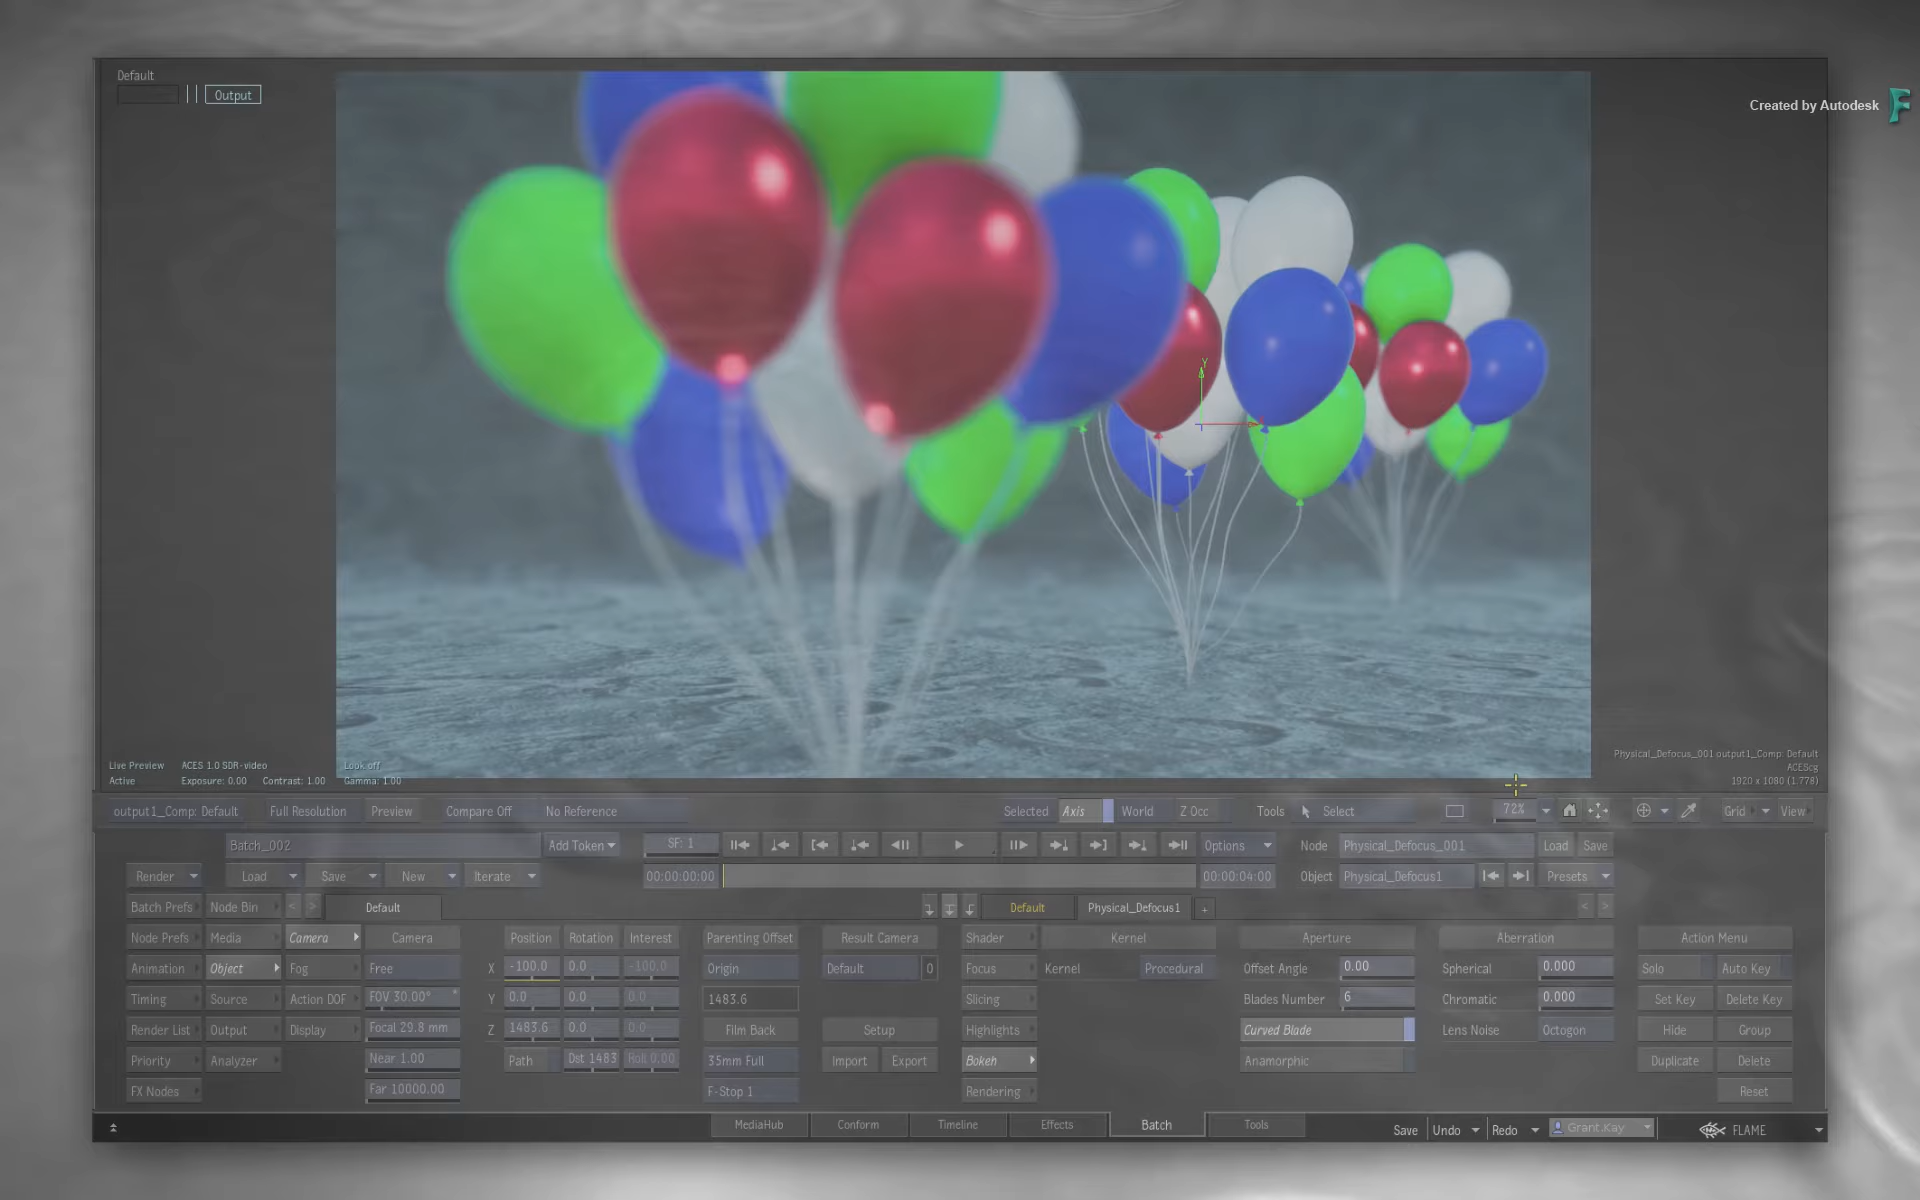 Default
Output
Created by Autodesk
Live Preview ACES 1.0 SDR-video Look off
Active Exposure: 0.00 Contrast: 1.00 Gamma: 1.00
Physical_Defocus_001 output1_Comp: Default
ACEScg
1920 x 1080 (1.778)
output1_Comp: Default Full Resolution Preview Compare Off No Reference Selected Axis World Z Occ Tools Select 72% Grid View
Batch_002 Add Token SF: 1 Options Node Physical_Defocus_001 Load Save
Render Load Save New Iterate 00:00:00:00 00:00:04:00 Object Physical_Defocus1 Presets
Batch Prefs Node Bin < > Default Default Physical_Defocus1 + < >
Node Prefs Media Camera Camera Position Rotation Interest Parenting Offset Result Camera Shader Kernel Aperture Aberration Action Menu
Animation Object Fog Free X -100.0 0.0 -100.0 Origin Default 0 Focus Kernel Procedural Offset Angle 0.00 Spherical 0.000 Solo Auto Key
Timing Source Action DOF FOV 30.00° Y 0.0 0.0 0.0 1483.6 Slicing Blades Number 6 Chromatic 0.000 Set Key Delete Key
Render List Output Display Focal 29.8 mm Z 1483.6 0.0 0.0 Film Back Setup Highlights Curved Blade Lens Noise Octogon Hide Group
Priority Analyzer Near 1.00 Path Dst 1483 Roll 0.00 35mm Full Import Export Bokeh Anamorphic Duplicate Delete
FX Nodes Far 10000.00 F-Stop 1 Rendering Reset
MediaHub Conform Timeline Effects Batch Tools Save Undo Redo Grant.Kay FLAME